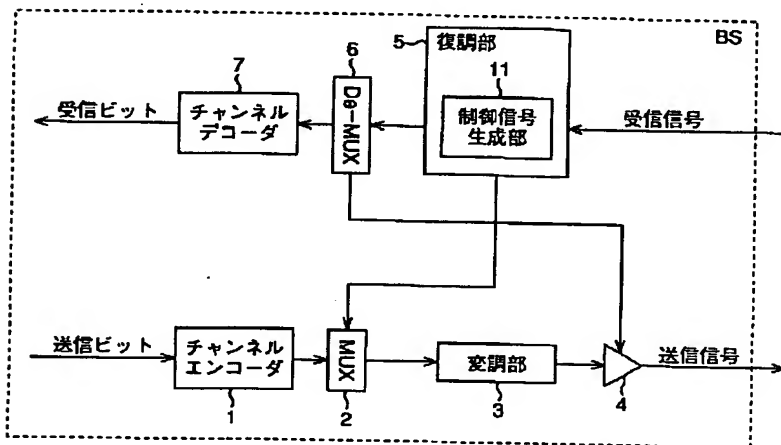 BS
5
復調部
11
制御信号
生成部
6
De-MUX
7
チャンネル
デコーダ
受信ビット
受信信号
送信ビット
チャンネル
エンコーダ
1
MUX
2
変調部
3
4
送信信号